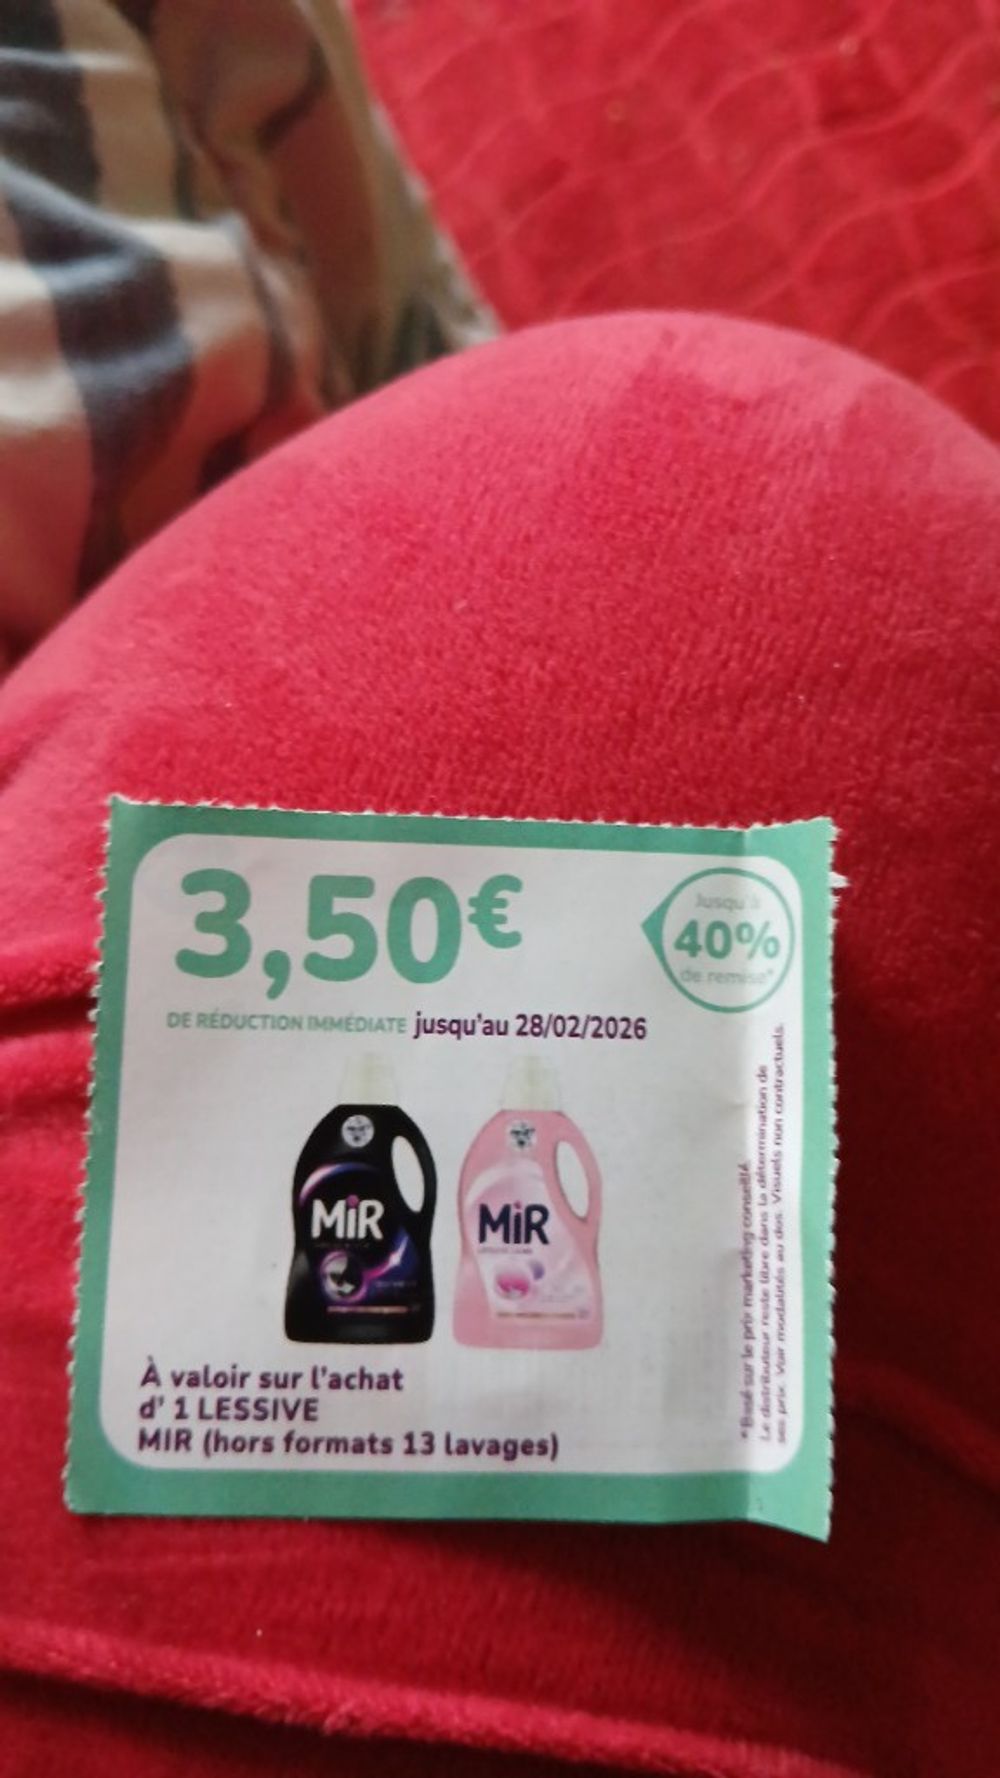 3,50€
Jusqu'à
40%
de remise*
DE RÉDUCTION IMMÉDIATE jusqu'au 28/02/2026
MiR
MiR
À valoir sur l'achat
d' 1 LESSIVE
MIR (hors formats 13 lavages)
*Basé sur le prix marketing conseillé.
Le distributeur reste libre dans la détermination de
ses prix. Voir modalités au dos. Visuels non contractuels.